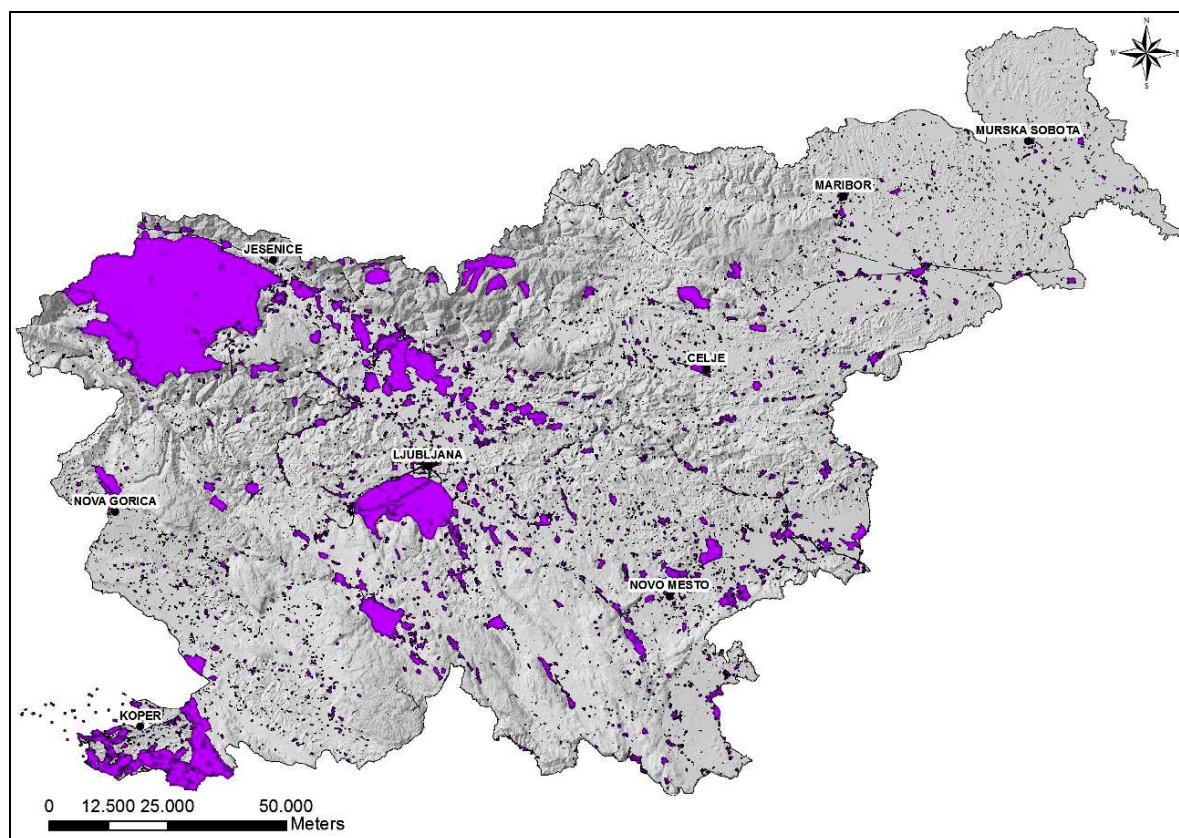 N
W E
S
MURSKA SOBOTA
MARIBOR
JESENICE
CELJE
LJUBLJANA
NOVA GORICA
NOVO MESTO
KOPER
0 12.500 25.000 50.000
Meters